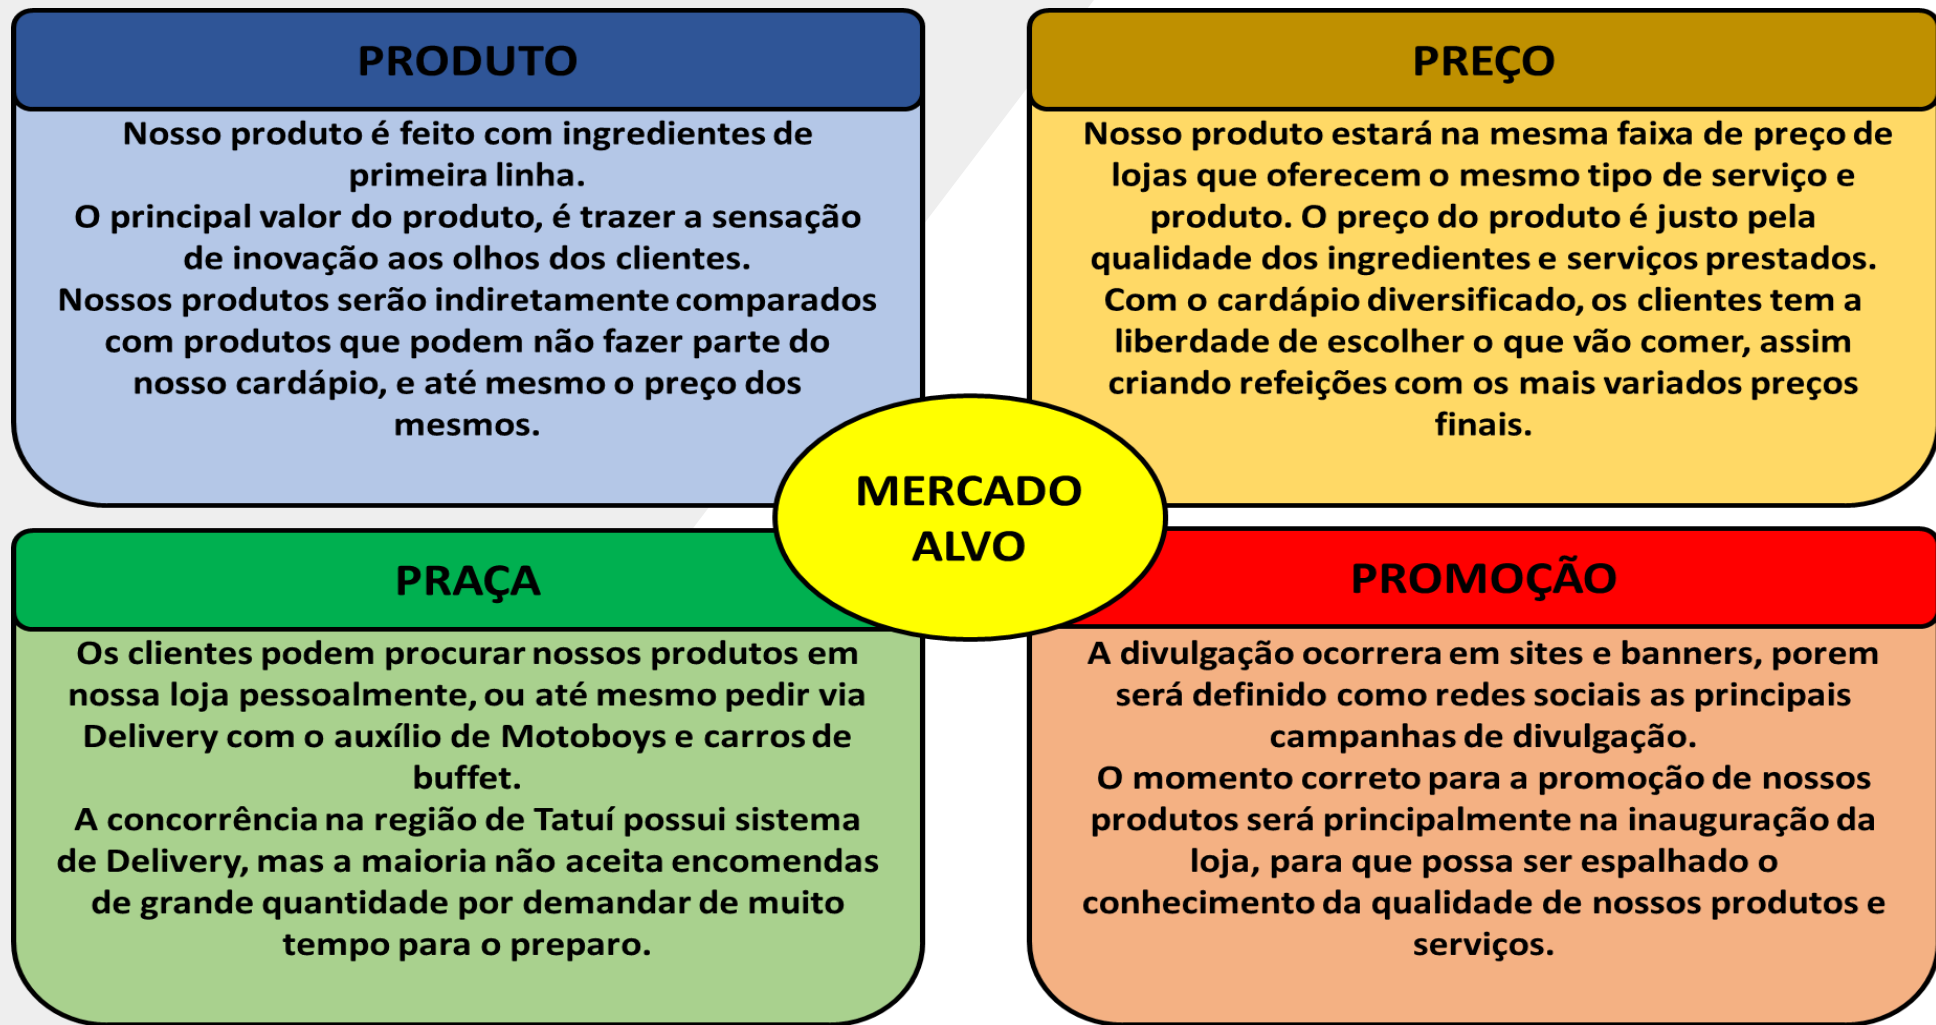 PRODUTO
Nosso produto é feito com ingredientes de
primeira linha.
O principal valor do produto, é trazer a sensação
de inovação aos olhos dos clientes.
Nossos produtos serão indiretamente comparados
com produtos que podem não fazer parte do
nosso cardápio, e até mesmo o preço dos
mesmos.
PREÇO
Nosso produto estará na mesma faixa de preço de
lojas que oferecem o mesmo tipo de serviço e
produto. O preço do produto é justo pela
qualidade dos ingredientes e serviços prestados.
Com o cardápio diversificado, os clientes tem a
liberdade de escolher o que vão comer, assim
criando refeições com os mais variados preços
finais.
MERCADO
ALVO
PRAÇA
Os clientes podem procurar nossos produtos em
nossa loja pessoalmente, ou até mesmo pedir via
Delivery com o auxílio de Motoboys e carros de
buffet.
A concorrência na região de Tatuí possui sistema
de Delivery, mas a maioria não aceita encomendas
de grande quantidade por demandar de muito
tempo para o preparo.
PROMOÇÃO
A divulgação ocorrera em sites e banners, porem
será definido como redes sociais as principais
campanhas de divulgação.
O momento correto para a promoção de nossos
produtos será principalmente na inauguração da
loja, para que possa ser espalhado o
conhecimento da qualidade de nossos produtos e
serviços.